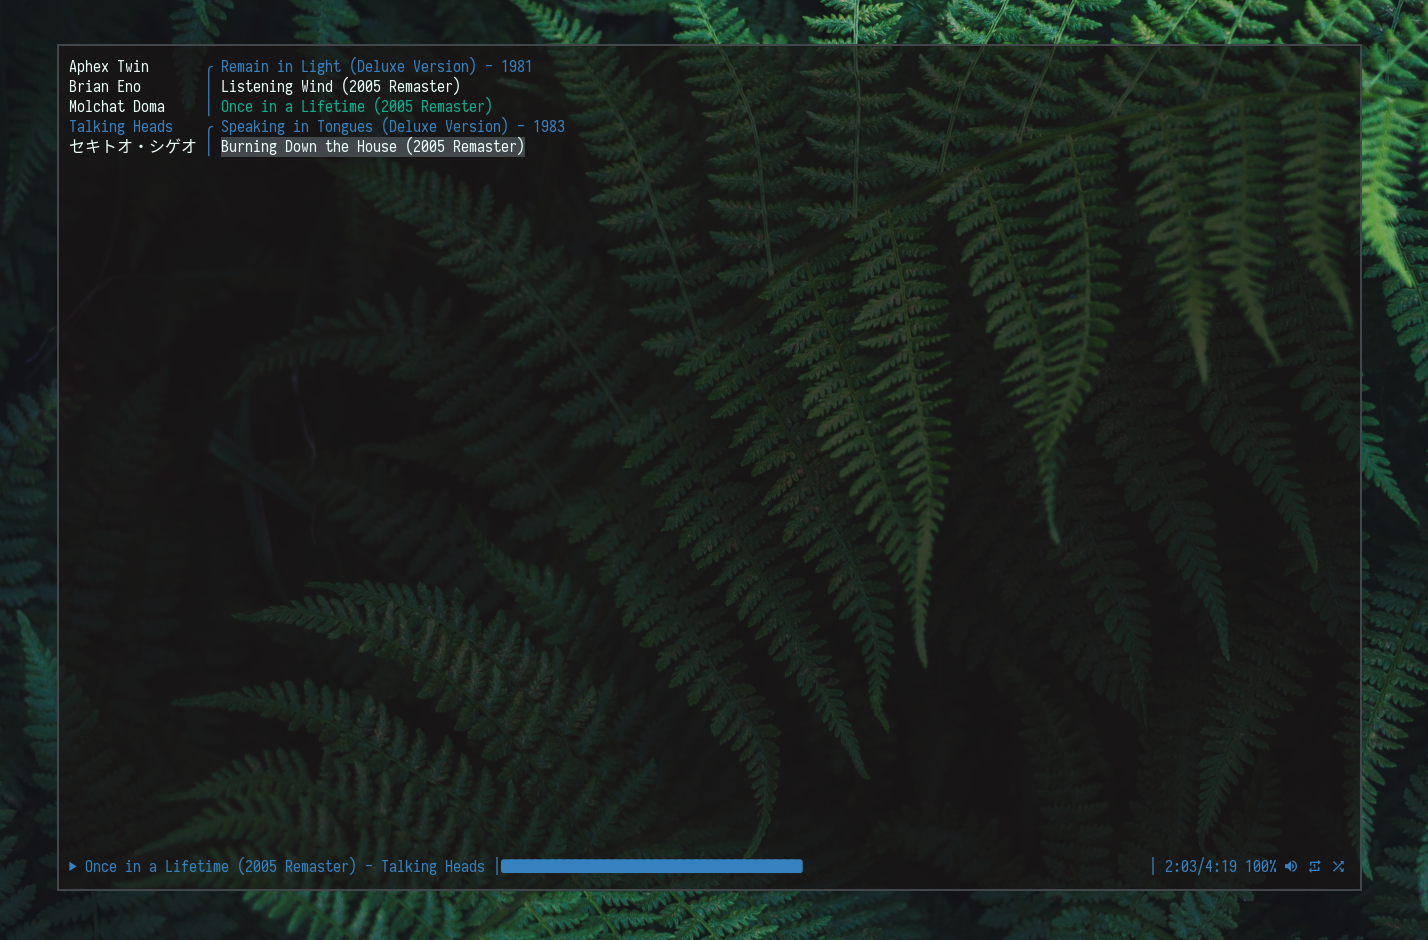 Aphex Twin
Brian Eno
Molchat Doma
Talking Heads
セキトオ・シゲオ
Remain in Light (Deluxe Version) - 1981
Listening Wind (2005 Remaster)
Once in a Lifetime (2005 Remaster)
Speaking in Tongues (Deluxe Version) - 1983
Burning Down the House (2005 Remaster)
Once in a Lifetime (2005 Remaster) - Talking Heads
2:03/4:19 100%